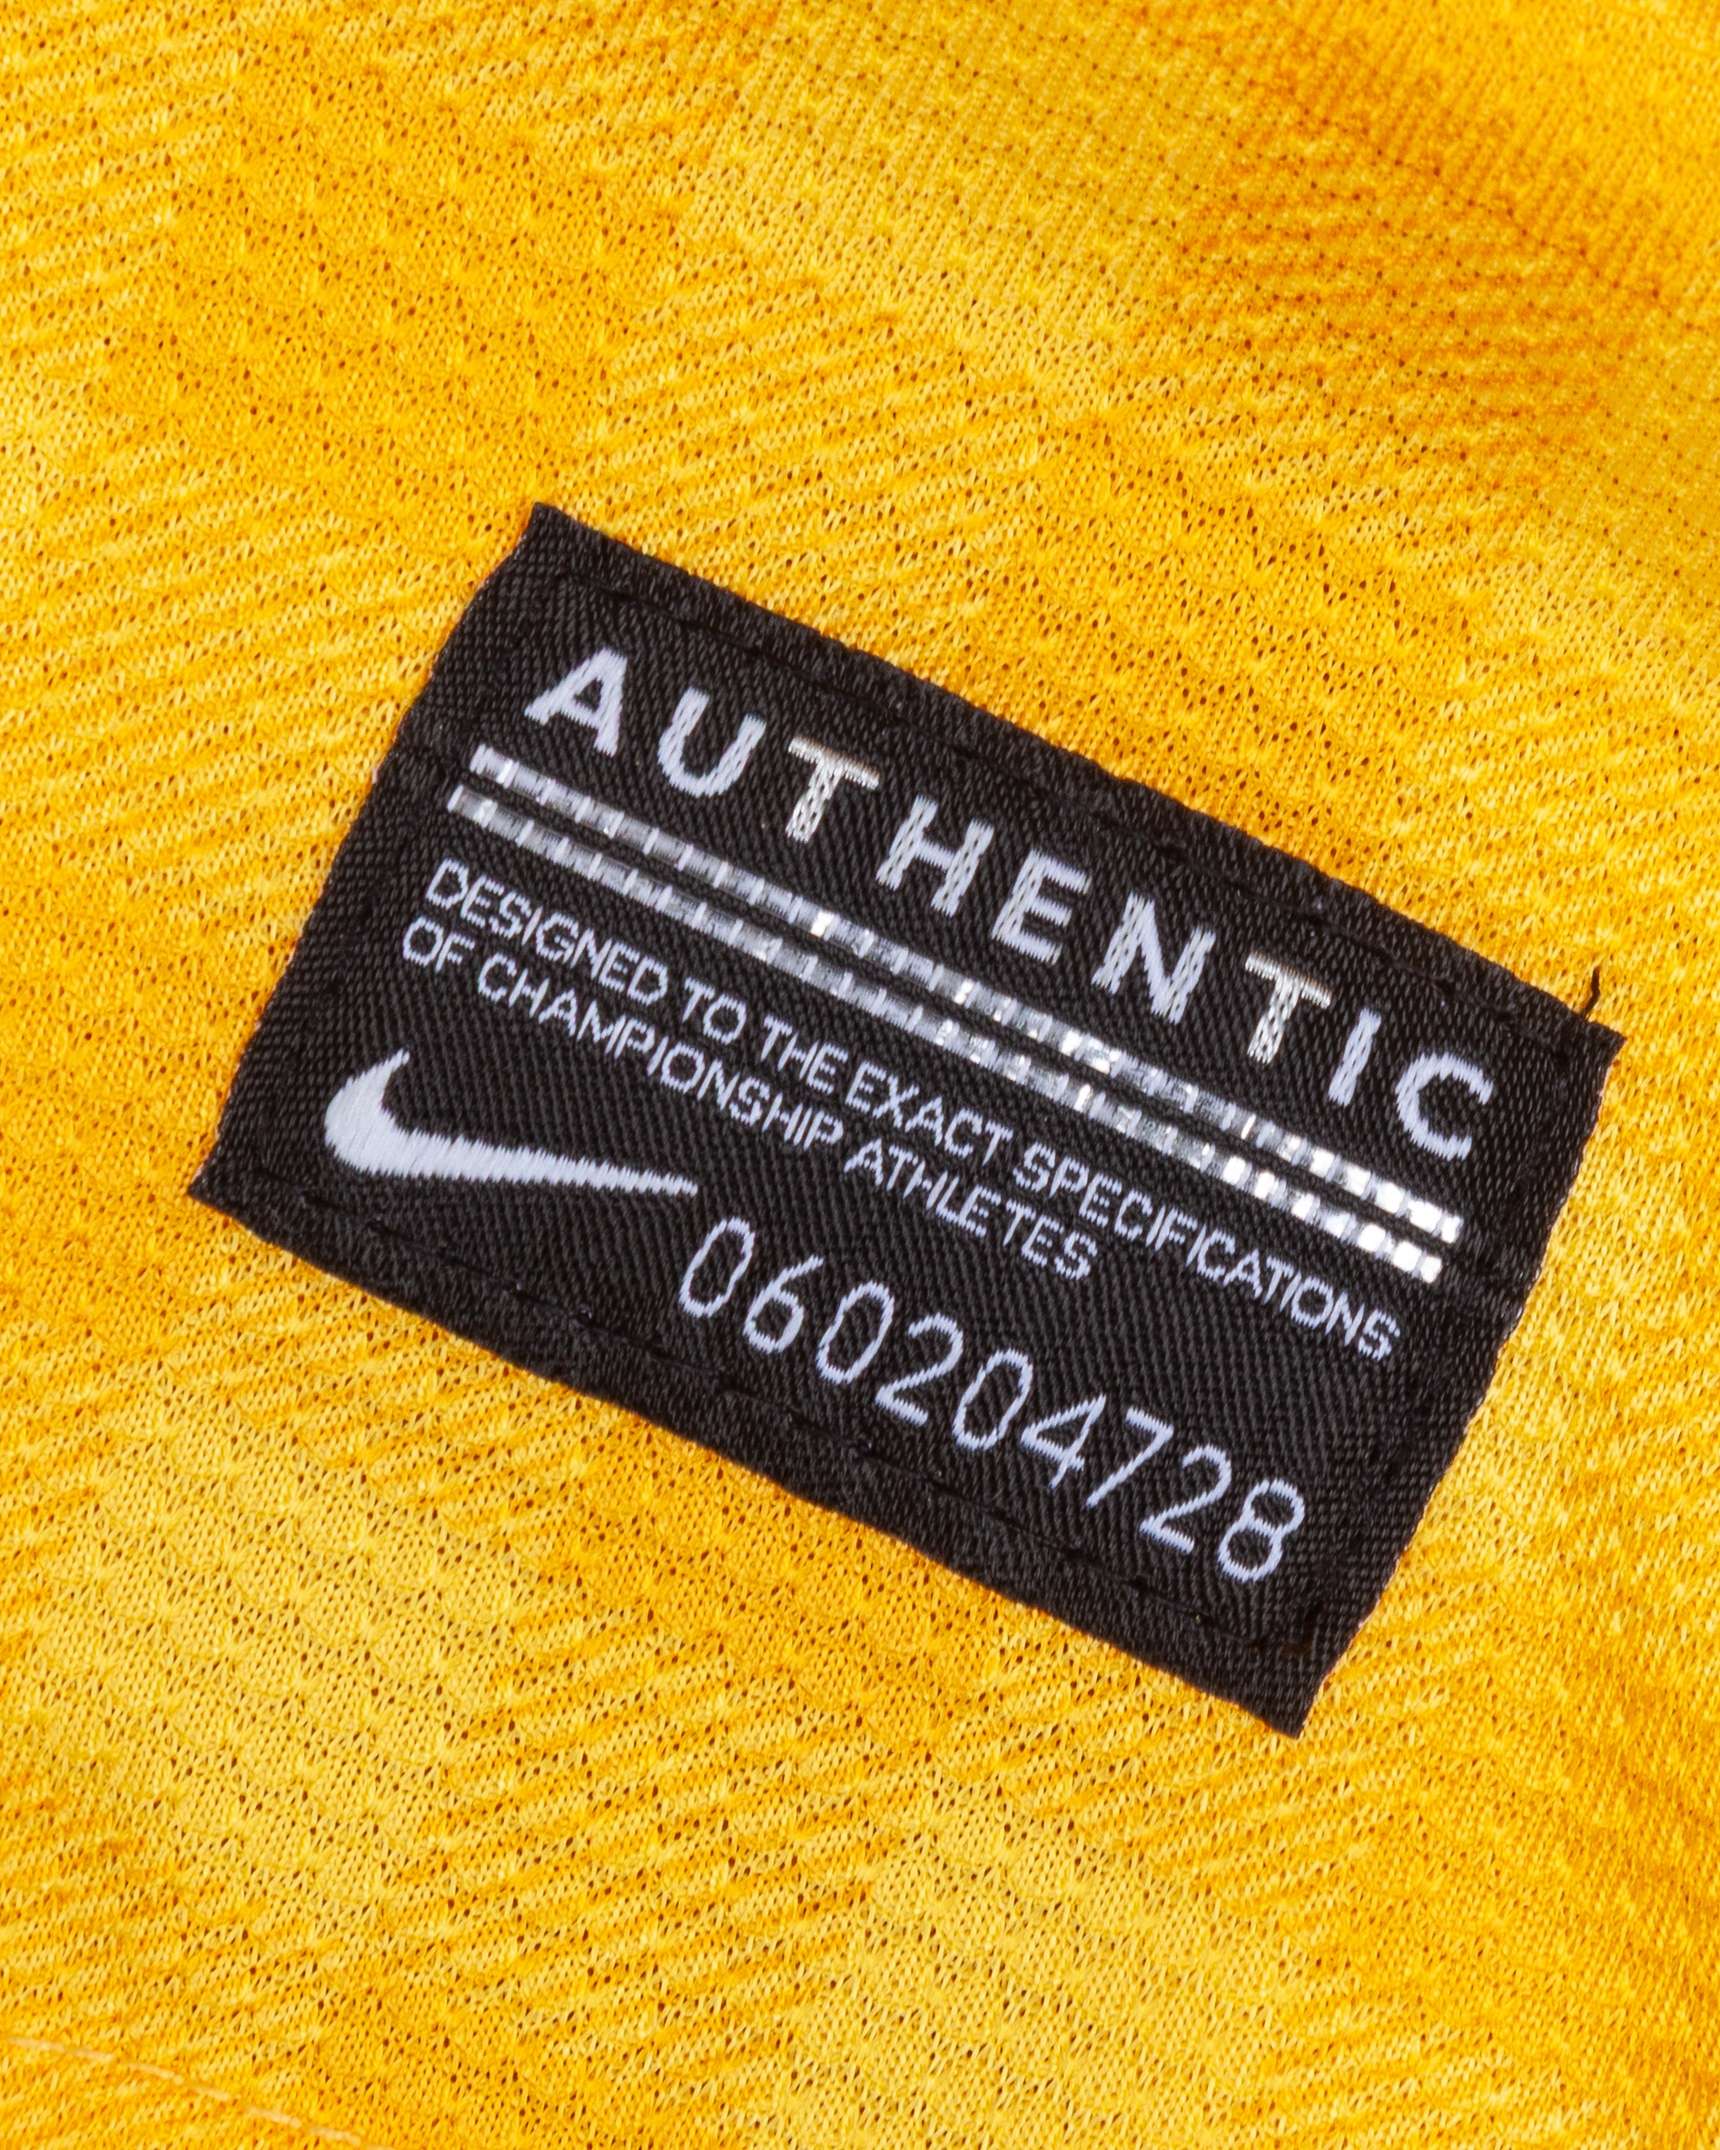 AUTHENTIC
DESIGNED TO THE EXACT SPECIFICATIONS
OF CHAMPIONSHIP ATHLETES
060204728